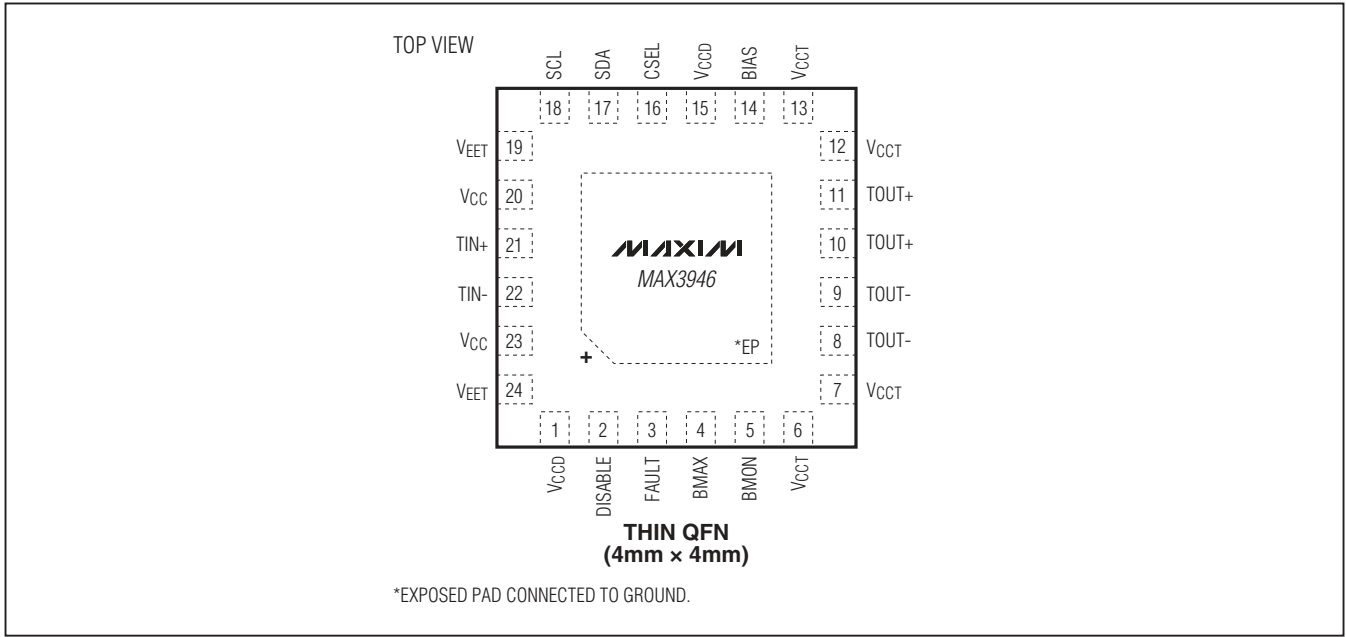 TOP VIEW
SCL SDA CSEL VCCD BIAS VCCT
18 17 16 15 14 13
VEET 19 12 VCCT
VCC 20 11 TOUT+
TIN+ 21 10 TOUT+
MAXIM
MAX3946
TIN- 22 9 TOUT-
VCC 23 8 TOUT-
*EP
+
VEET 24 7 VCCT
1 2 3 4 5 6
VCCD DISABLE FAULT BMAX BMON VCCT
THIN QFN
(4mm × 4mm)
*EXPOSED PAD CONNECTED TO GROUND.